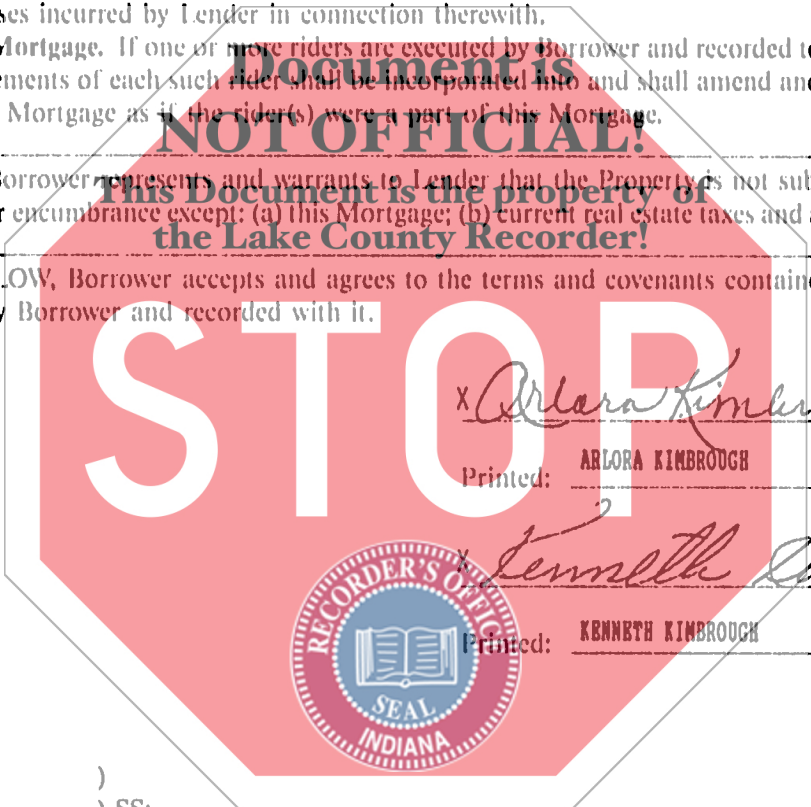 ses incurred by Lender in connection therewith.
Mortgage. If one or more riders are executed by Borrower and recorded t
ements of each such rider shall be incorporated into and shall amend an
Mortgage as if the rider(s) were a part of this Mortgage.
Document is
NOT OFFICIAL!
This Document is the property of
the Lake County Recorder!
Borrower represents and warrants to Lender that the Property is not sub
r encumbrance except: (a) this Mortgage; (b) current real estate taxes and
LOW, Borrower accepts and agrees to the terms and covenants contain
y Borrower and recorded with it.
STOP
x Arlora Kimbr
Printed: ARLORA KIMBROUGH
x Kenneth
Printed: KENNETH KIMBROUGH
RECORDER'S OFFICE
SEAL
INDIANA
)
) SS: